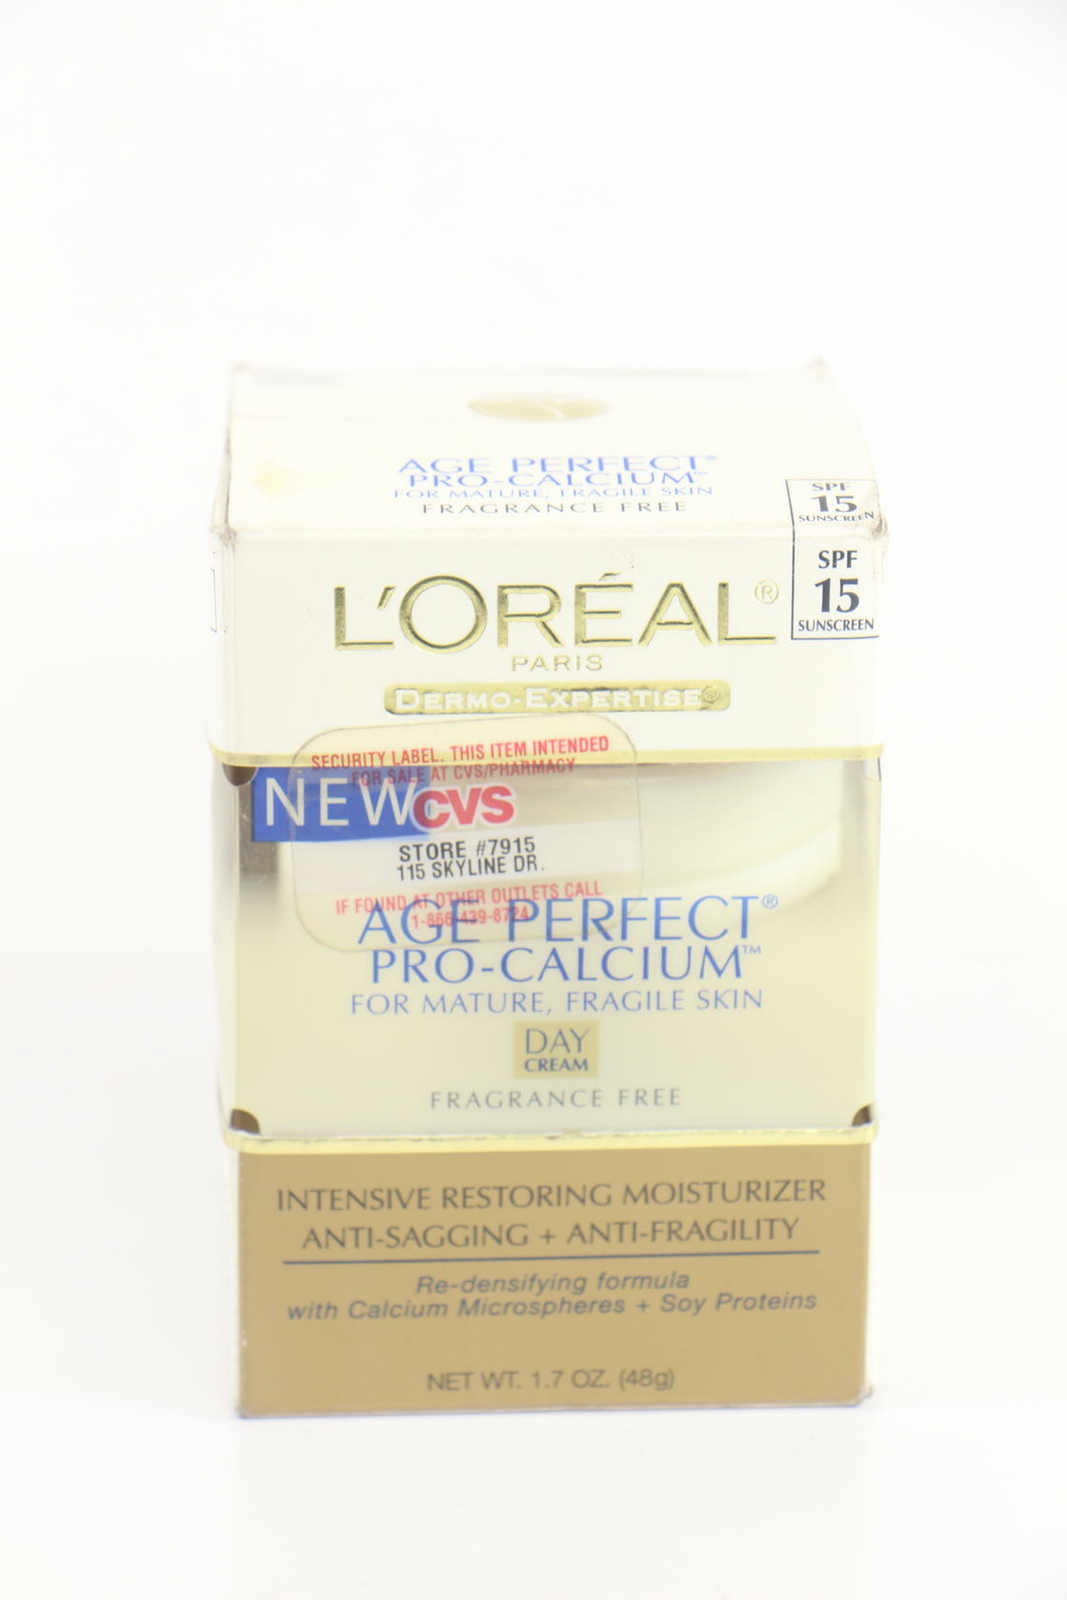 AGE PERFECT®
PRO-CALCIUM™
FOR MATURE, FRAGILE SKIN
FRAGRANCE FREE
SPF
15
SUNSCREEN
SPF
15
SUNSCREEN
L'ORÉAL®
PARIS
DERMO-EXPERTISE®
SECURITY LABEL. THIS ITEM INTENDED
FOR SALE AT CVS/PHARMACY
NEW
CVS
STORE #7915
115 SKYLINE DR.
IF FOUND AT OTHER OUTLETS CALL
1-866-439-8724
AGE PERFECT®
PRO-CALCIUM™
FOR MATURE, FRAGILE SKIN
DAY
CREAM
FRAGRANCE FREE
INTENSIVE RESTORING MOISTURIZER
ANTI-SAGGING + ANTI-FRAGILITY
Re-densifying formula
with Calcium Microspheres + Soy Proteins
NET WT. 1.7 OZ. (48g)